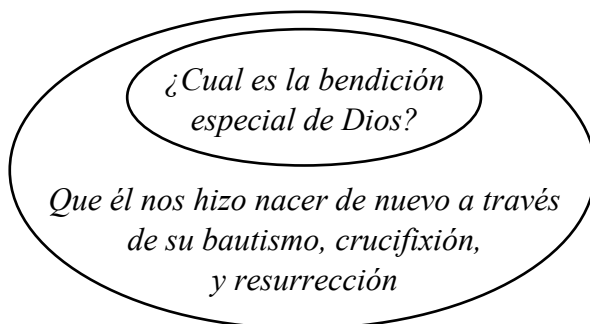 ¿Cual es la bendición
especial de Dios?
Que él nos hizo nacer de nuevo a través
de su bautismo, crucifixión,
y resurrección